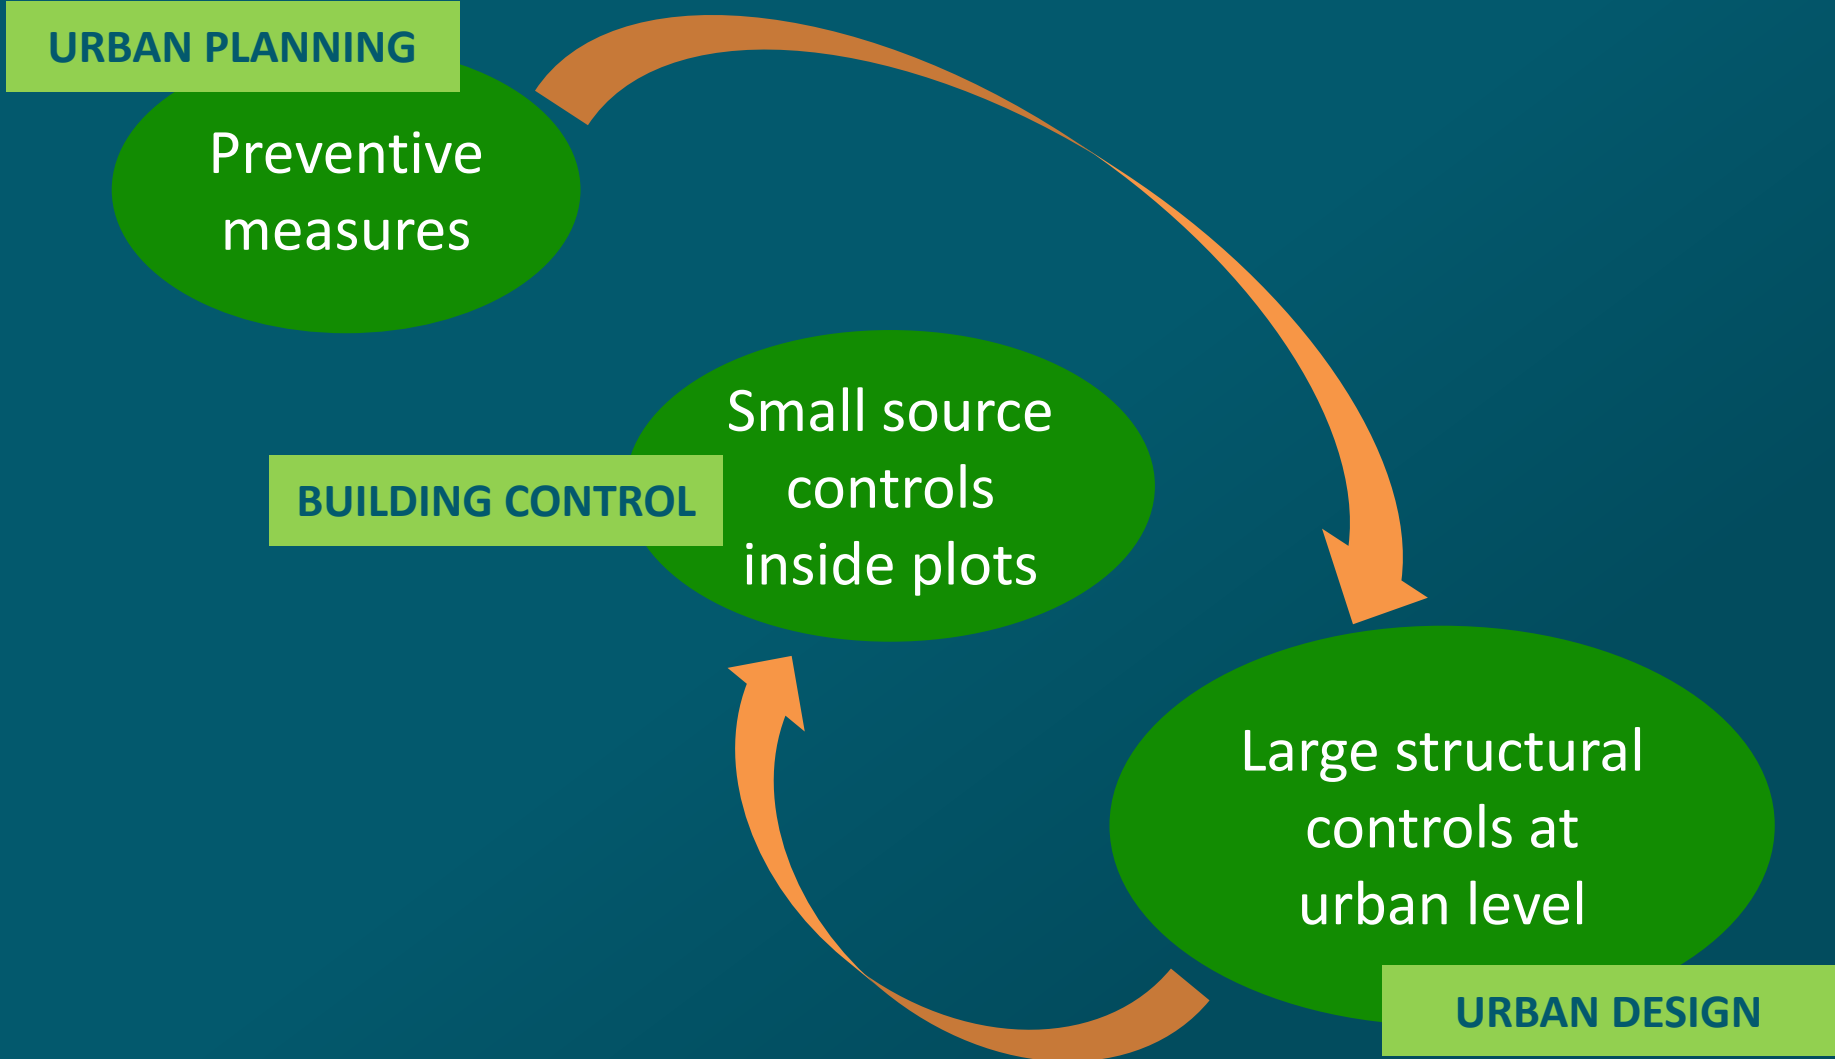 URBAN PLANNING
Preventive
measures
Small source
controls
inside plots
BUILDING CONTROL
Large structural
controls at
urban level
URBAN DESIGN